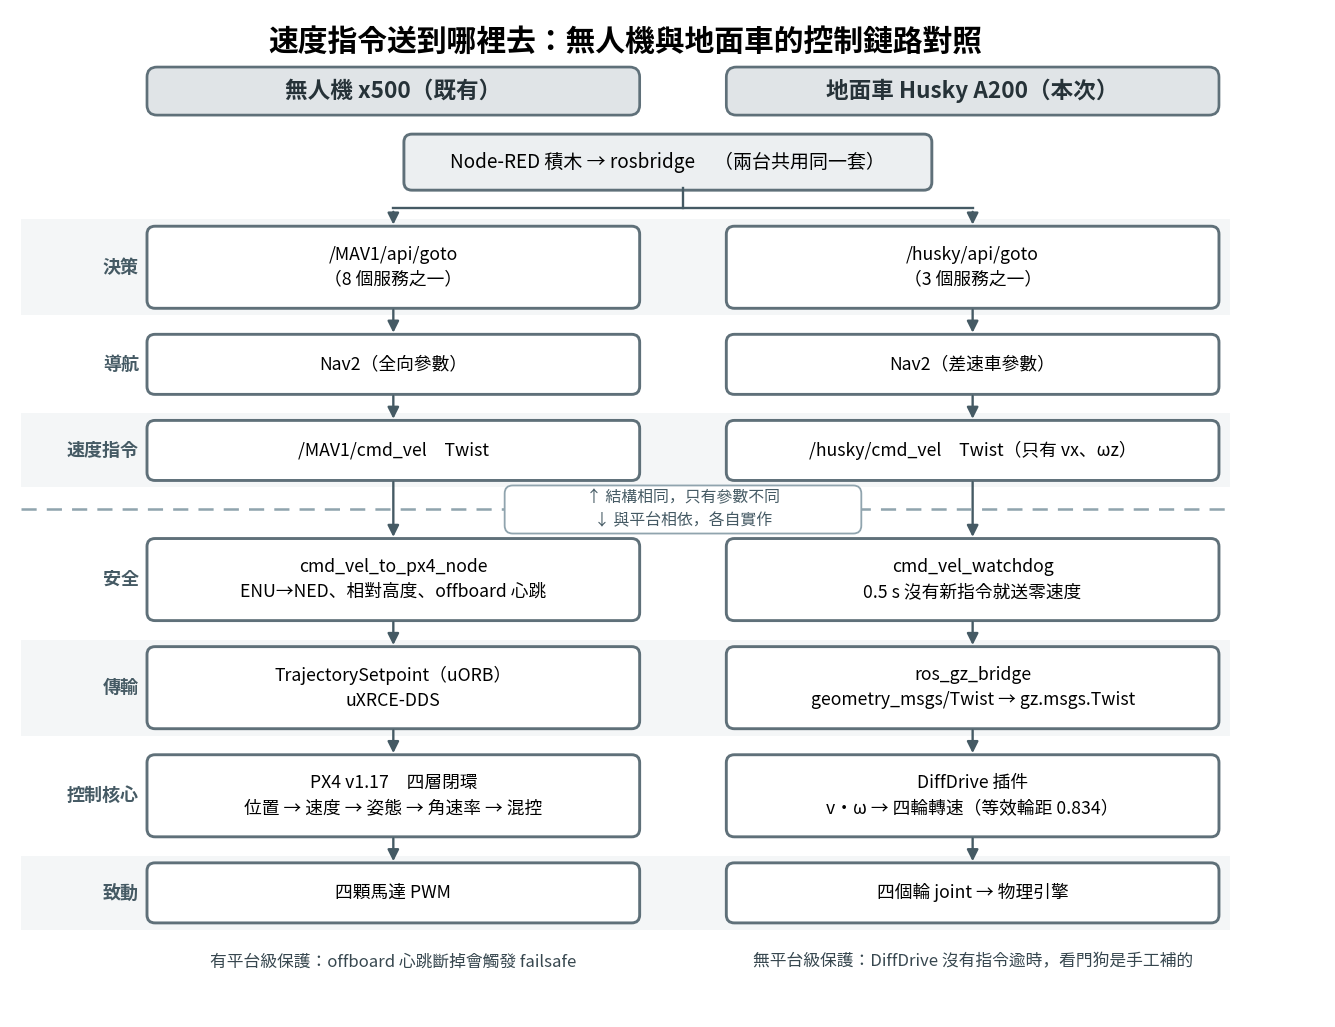 速度指令送到哪裡去：無人機與地面車的控制鏈路對照
無人機 x500（既有）
地面車 Husky A200（本次）
Node-RED 積木 → rosbridge　（兩台共用同一套）
決策
/MAV1/api/goto
（8 個服務之一）
/husky/api/goto
（3 個服務之一）
導航
Nav2（全向參數）
Nav2（差速車參數）
速度指令
/MAV1/cmd_vel　Twist
/husky/cmd_vel　Twist（只有 vx、ωz）
↑ 結構相同，只有參數不同
↓ 與平台相依，各自實作
安全
cmd_vel_to_px4_node
ENU→NED、相對高度、offboard 心跳
cmd_vel_watchdog
0.5 s 沒有新指令就送零速度
傳輸
TrajectorySetpoint（uORB）
uXRCE-DDS
ros_gz_bridge
geometry_msgs/Twist → gz.msgs.Twist
控制核心
PX4 v1.17　四層閉環
位置 → 速度 → 姿態 → 角速率 → 混控
DiffDrive 插件
v・ω → 四輪轉速（等效輪距 0.834）
致動
四顆馬達 PWM
四個輪 joint → 物理引擎
有平台級保護：offboard 心跳斷掉會觸發 failsafe
無平台級保護：DiffDrive 沒有指令逾時，看門狗是手工補的